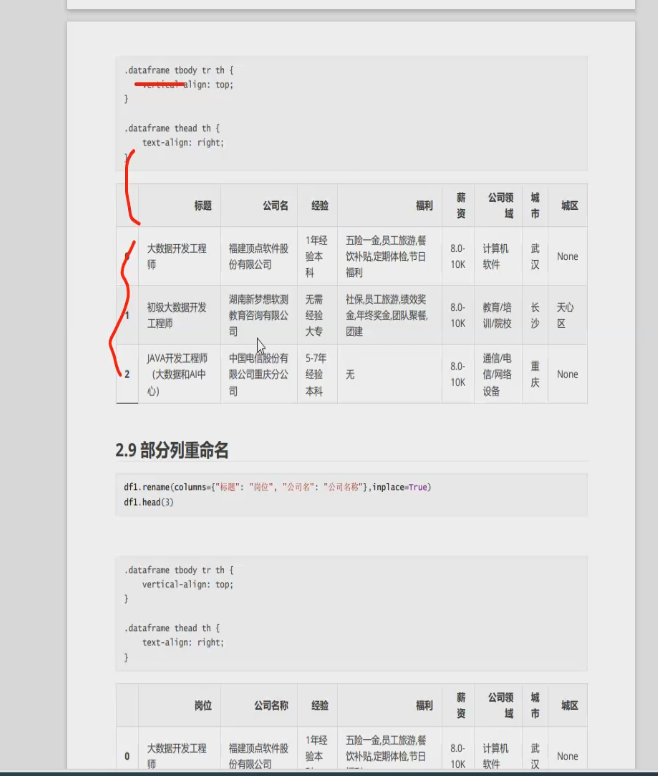 .dataframe tbody tr th {
vertical-align: top;
}
.dataframe thead th {
text-align: right;
}
标题 公司名 经验 福利 薪资 公司领域 城市 城区
0 大数据开发工程师 福建顶点软件股份有限公司 1年经验本科 五险一金,员工旅游,餐饮补贴,定期体检,节日福利 8.0-10K 计算机软件 武汉 None
1 初级大数据开发工程师 湖南新梦想软测教育咨询有限公司 无需经验大专 社保,员工旅游,绩效奖金,年终奖金,团队聚餐,团建 8.0-10K 教育/培训/院校 长沙 天心区
2 JAVA开发工程师（大数据和AI中心） 中国电信股份有限公司重庆分公司 5-7年经验本科 无 8.0-10K 通信/电信/网络设备 重庆 None
2.9 部分列重命名
df1.rename(columns={"标题": "岗位", "公司名": "公司名称"},inplace=True)
df1.head(3)
.dataframe tbody tr th {
vertical-align: top;
}
.dataframe thead th {
text-align: right;
}
岗位 公司名称 经验 福利 薪资 公司领域 城市 城区
0 大数据开发工程师 福建顶点软件股份有限公司 1年经验本 五险一金,员工旅游,餐饮补贴,定期体检,节日 8.0-10K 计算机软件 武汉 None